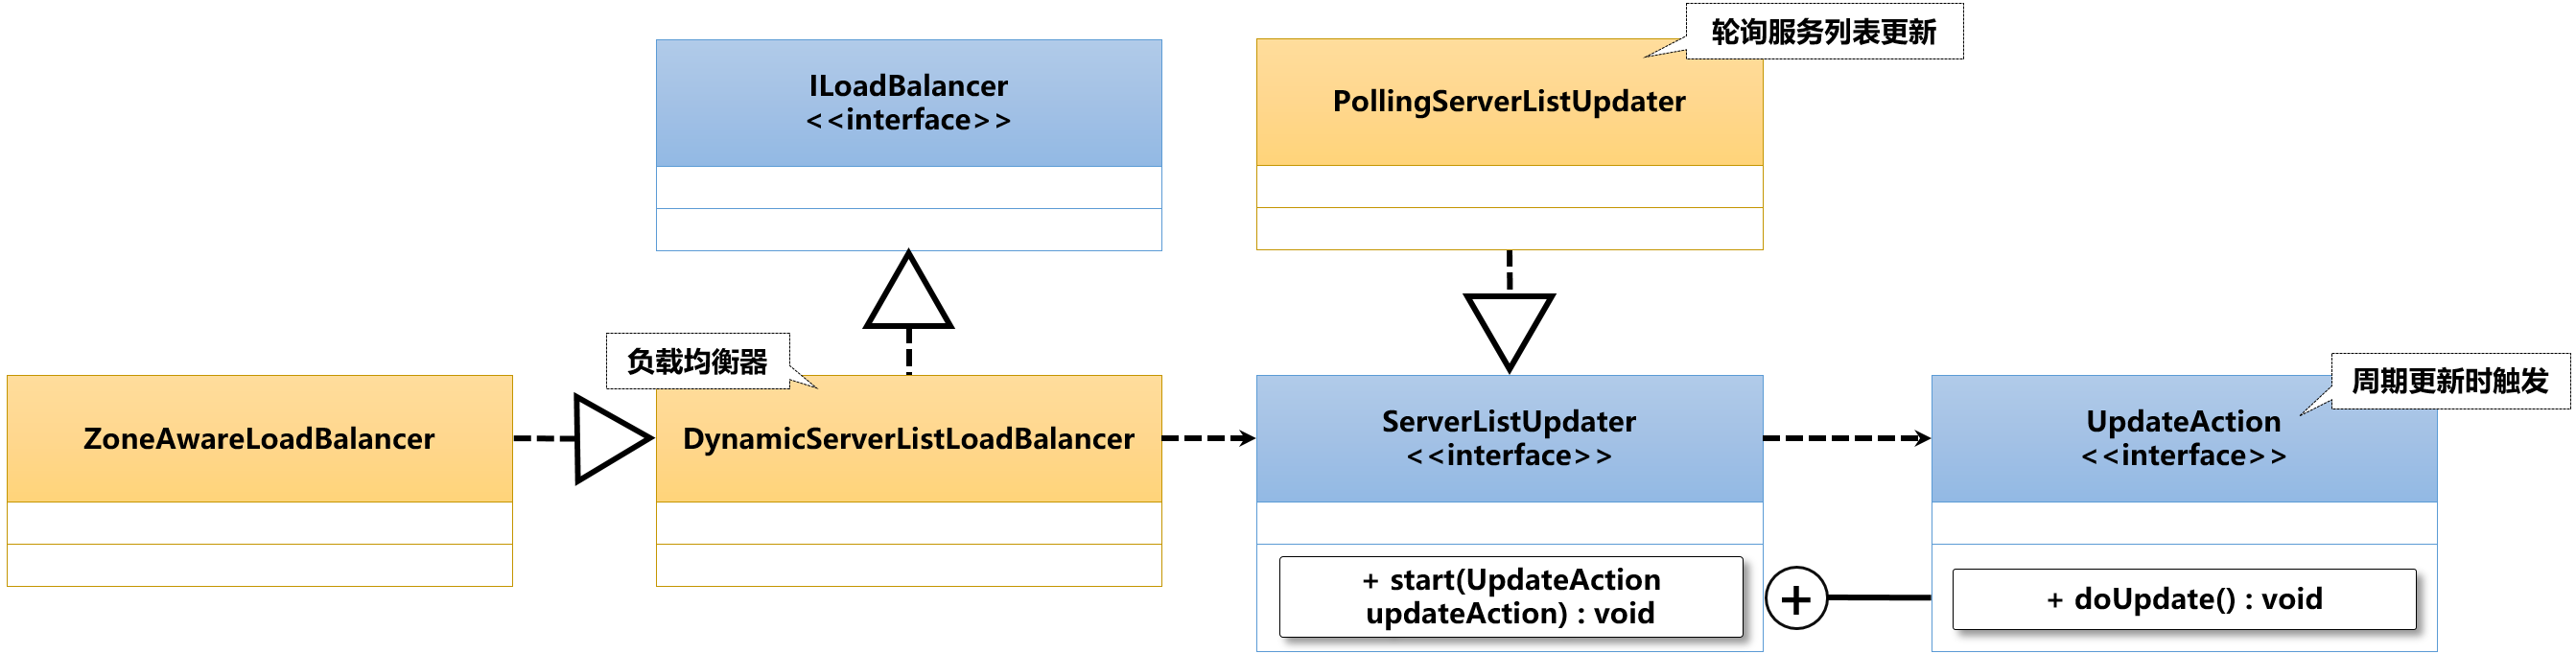 轮询服务列表更新
ILoadBalancer
<<interface>>
PollingServerListUpdater
负载均衡器
周期更新时触发
ZoneAwareLoadBalancer
DynamicServerListLoadBalancer
ServerListUpdater
<<interface>>
UpdateAction
<<interface>>
+ start(UpdateAction
updateAction) : void
+
+ doUpdate() : void